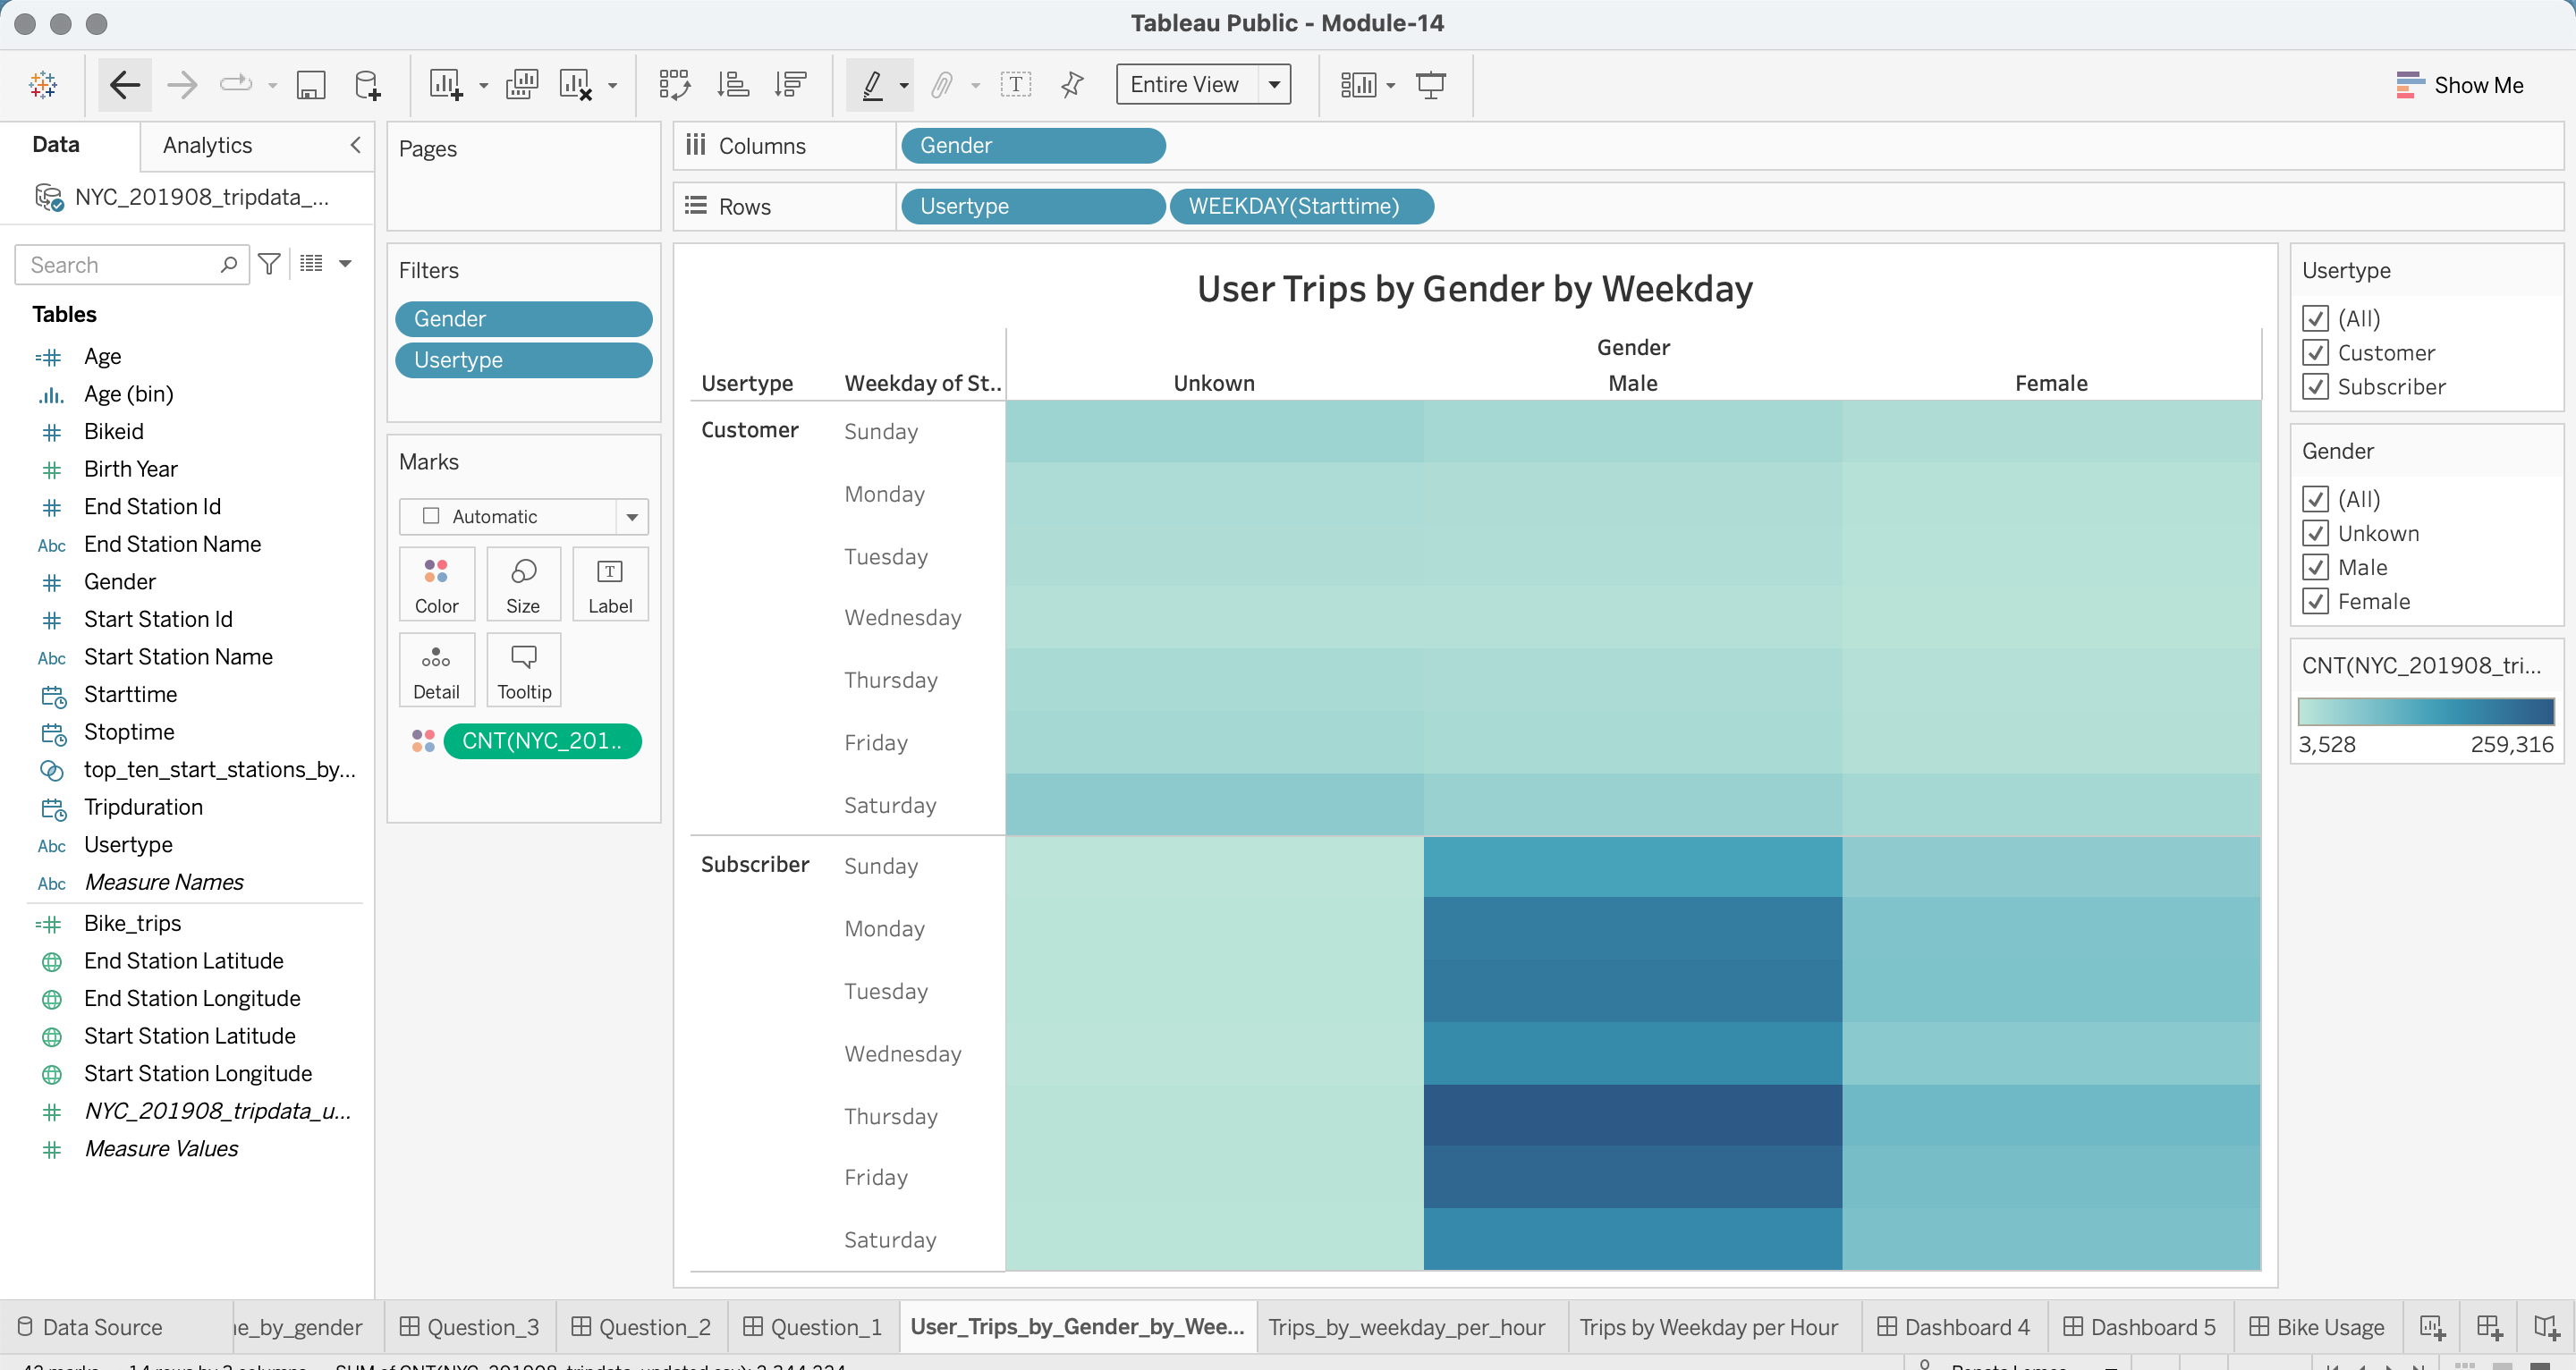 Tableau Public - Module-14
Entire View
Show Me
Data
Analytics
NYC_201908_tripdata_...
Search
Tables
Age
Age (bin)
Bikeid
Birth Year
End Station Id
Abc End Station Name
Gender
Start Station Id
Abc Start Station Name
Starttime
Stoptime
top_ten_start_stations_by...
Tripduration
Abc Usertype
Abc Measure Names
Bike_trips
End Station Latitude
End Station Longitude
Start Station Latitude
Start Station Longitude
NYC_201908_tripdata_u...
Measure Values
Pages
Filters
Gender
Usertype
Marks
Automatic
Color Size Label
Detail Tooltip
CNT(NYC_201..
Columns Gender
Rows Usertype WEEKDAY(Starttime)
User Trips by Gender by Weekday
Gender
Usertype Weekday of St.. Unkown Male Female
Customer Sunday
Monday
Tuesday
Wednesday
Thursday
Friday
Saturday
Subscriber Sunday
Monday
Tuesday
Wednesday
Thursday
Friday
Saturday
Usertype
(All)
Customer
Subscriber
Gender
(All)
Unkown
Male
Female
CNT(NYC_201908_tri...
3,528 259,316
Data Source
e_by_gender
Question_3
Question_2
Question_1
User_Trips_by_Gender_by_Wee...
Trips_by_weekday_per_hour
Trips by Weekday per Hour
Dashboard 4
Dashboard 5
Bike Usage